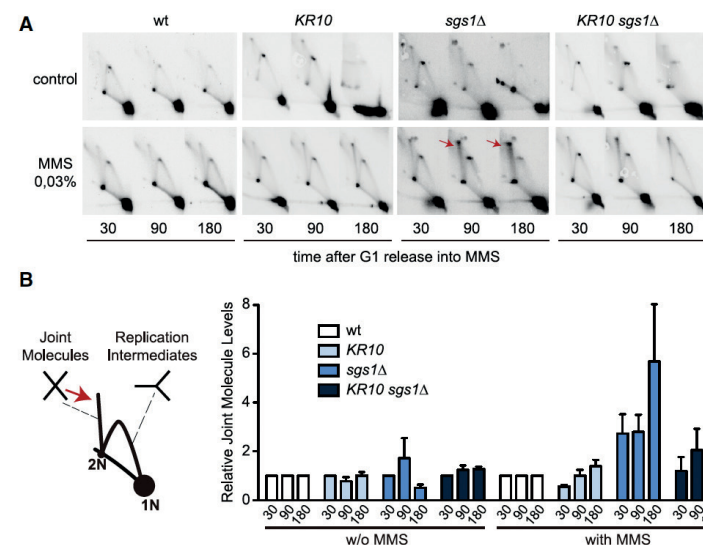 A
wt KR10 sgs1Δ KR10 sgs1Δ
control
MMS
0,03%
30 90 180 30 90 180 30 90 180 30 90 180
time after G1 release into MMS
B
Joint
Molecules
Replication
Intermediates
2N
1N
Relative Joint Molecule Levels
8
6
4
2
0
wt
KR10
sgs1Δ
KR10 sgs1Δ
30 90 180 30 90 180 30 90 180 30 90 180 30 90 180 30 90 180 30 90 180 30 90 180
w/o MMS with MMS